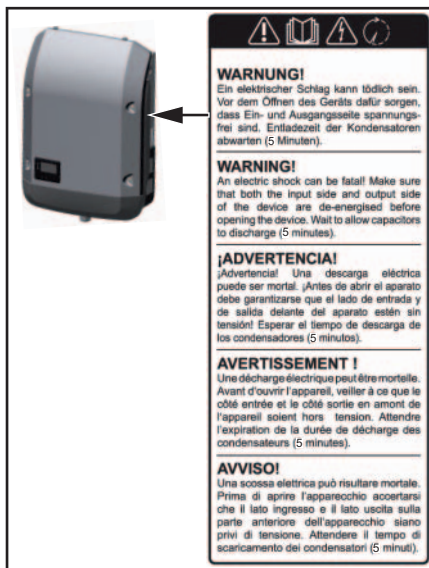 WARNUNG!
Ein elektrischer Schlag kann tödlich sein.
Vor dem Öffnen des Geräts dafür sorgen,
dass Ein- und Ausgangsseite spannungs-
frei sind. Entladezeit der Kondensatoren
abwarten (5 Minuten).
WARNING!
An electric shock can be fatal! Make sure
that both the input side and output side
of the device are de-energised before
opening the device. Wait to allow capacitors
to discharge (5 minutes).
¡ADVERTENCIA!
¡Advertencia! Una descarga eléctrica
puede ser mortal. ¡Antes de abrir el aparato
debe garantizarse que el lado de entrada y
de salida delante del aparato estén sin
tensión! Esperar el tiempo de descarga de
los condensadores (5 minutos).
AVERTISSEMENT !
Une décharge électrique peut être mortelle.
Avant d'ouvrir l'appareil, veiller à ce que le
côté entrée et le côté sortie en amont de
l'appareil soient hors tension. Attendre
l'expiration de la durée de décharge des
condensateurs (5 minutes).
AVVISO!
Una scossa elettrica può risultare mortale.
Prima di aprire l'apparecchio accertarsi
che il lato ingresso e il lato uscita sulla
parte anteriore dell'apparecchio siano
privi di tensione. Attendere il tempo di
scaricamento dei condensatori (5 minuti).